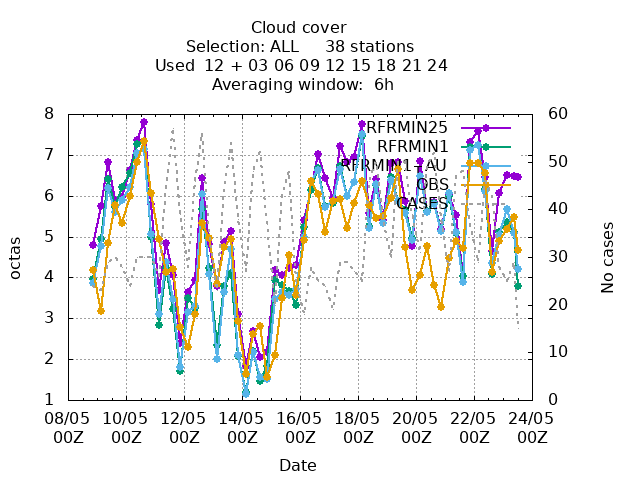 Cloud cover
Selection: ALL 38 stations
Used 12 + 03 06 09 12 15 18 21 24
Averaging window: 6h
8
7
6
5
4
3
2
1
octas
60
50
40
30
20
10
0
No cases
RFRMIN25
RFRMIN1
RFRMIN1TAU
OBS
CASES
08/05 10/05 12/05 14/05 16/05 18/05 20/05 22/05 24/05
00Z 00Z 00Z 00Z 00Z 00Z 00Z 00Z 00Z
Date